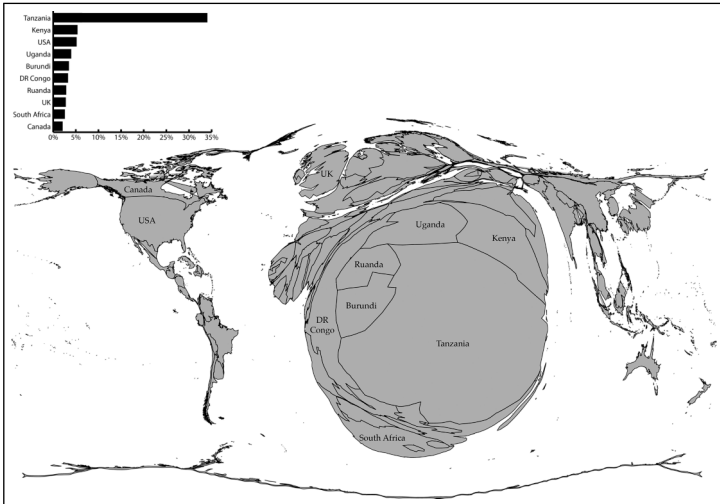 Tanzania
Kenya
USA
Uganda
Burundi
DR Congo
Ruanda
UK
South Africa
Canada
0% 5% 10% 15% 20% 25% 30% 35%
UK
Canada
USA
Uganda
Kenya
Ruanda
Burundi
DR
Congo
Tanzania
South Africa